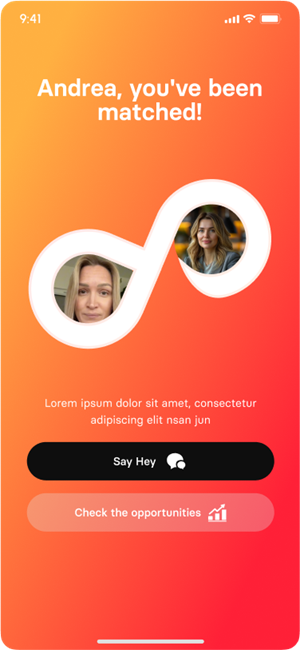 9:41
Andrea, you've been
matched!
Lorem ipsum dolor sit amet, consectetur
adipiscing elit nsan jun
Say Hey
Check the opportunities